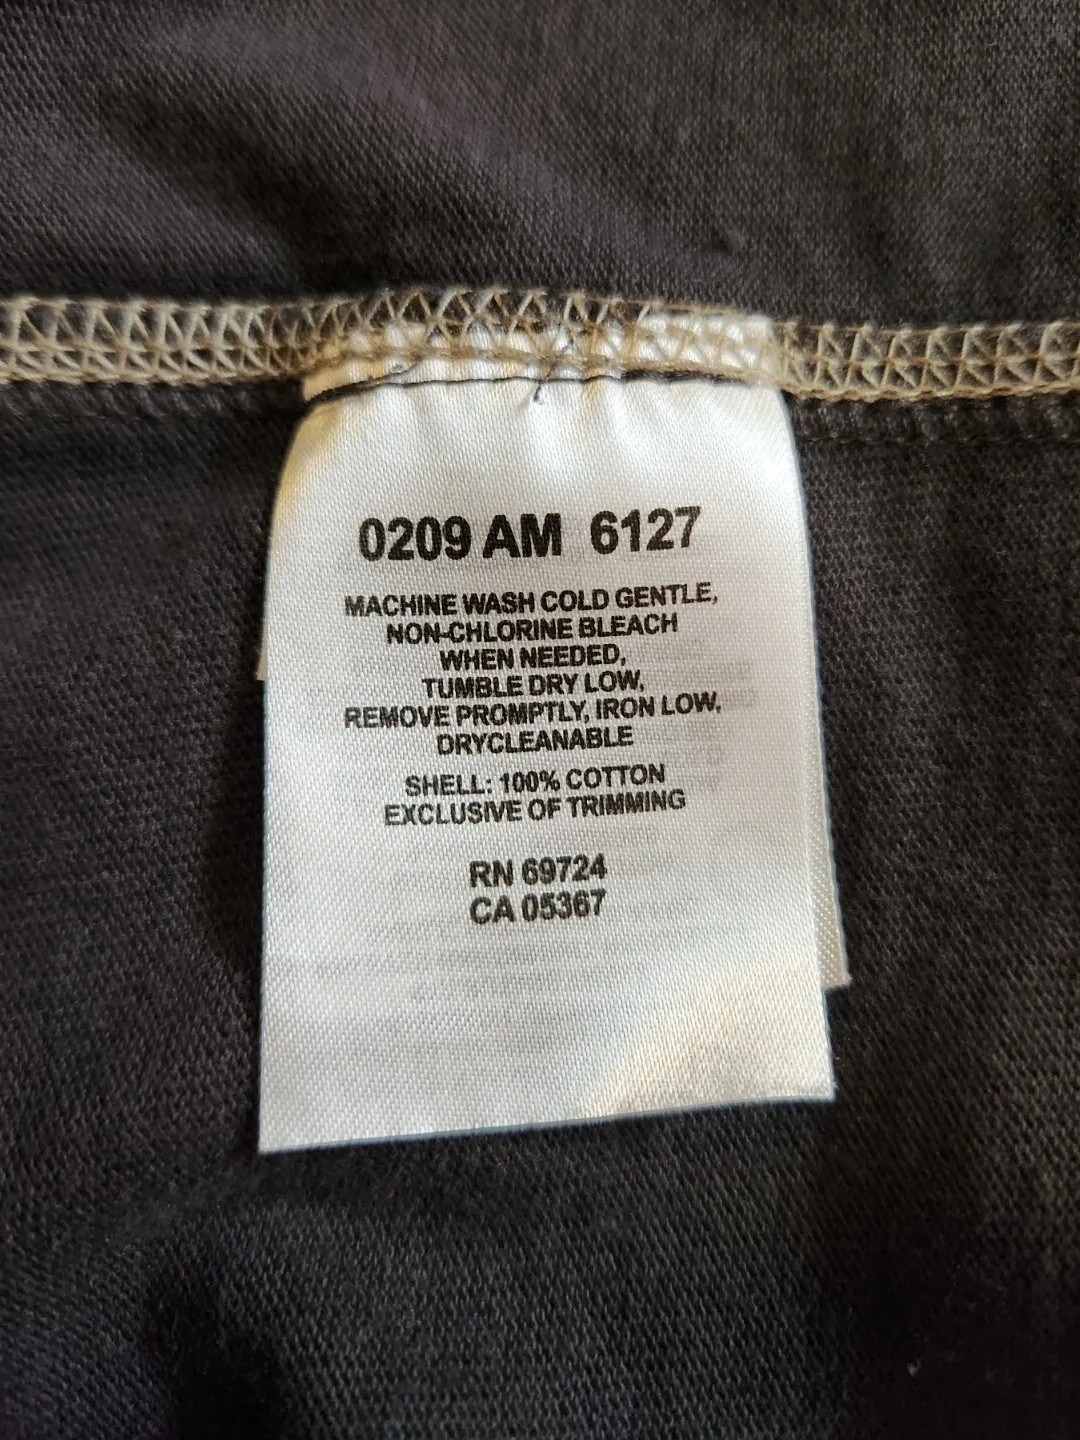 0209 AM 6127
MACHINE WASH COLD GENTLE,
NON-CHLORINE BLEACH
WHEN NEEDED,
TUMBLE DRY LOW,
REMOVE PROMPTLY, IRON LOW,
DRYCLEANABLE
SHELL: 100% COTTON
EXCLUSIVE OF TRIMMING
RN 69724
CA 05367